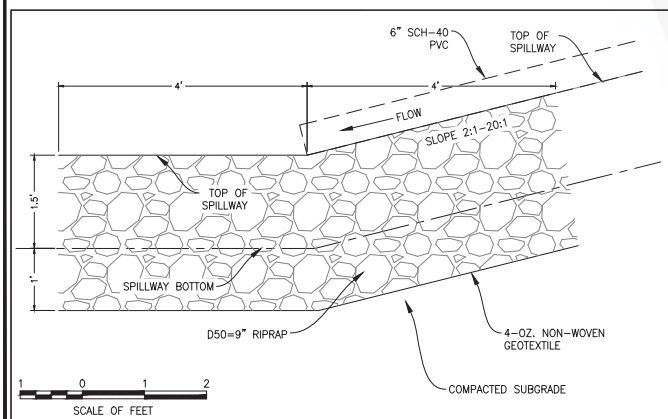 6" SCH-40
PVC
TOP OF
SPILLWAY
4'
4'
FLOW
SLOPE 2:1-20:1
TOP OF
SPILLWAY
1.5'
1'
SPILLWAY BOTTOM
D50=9" RIPRAP
4-OZ. NON-WOVEN
GEOTEXTILE
COMPACTED SUBGRADE
1 0 1 2
SCALE OF FEET